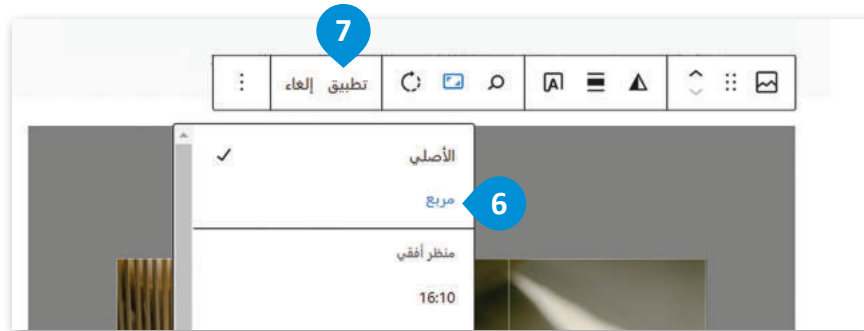 7
تطبيق إلغاء
الأصلي
مربع
6
منظر أفقي
16:10